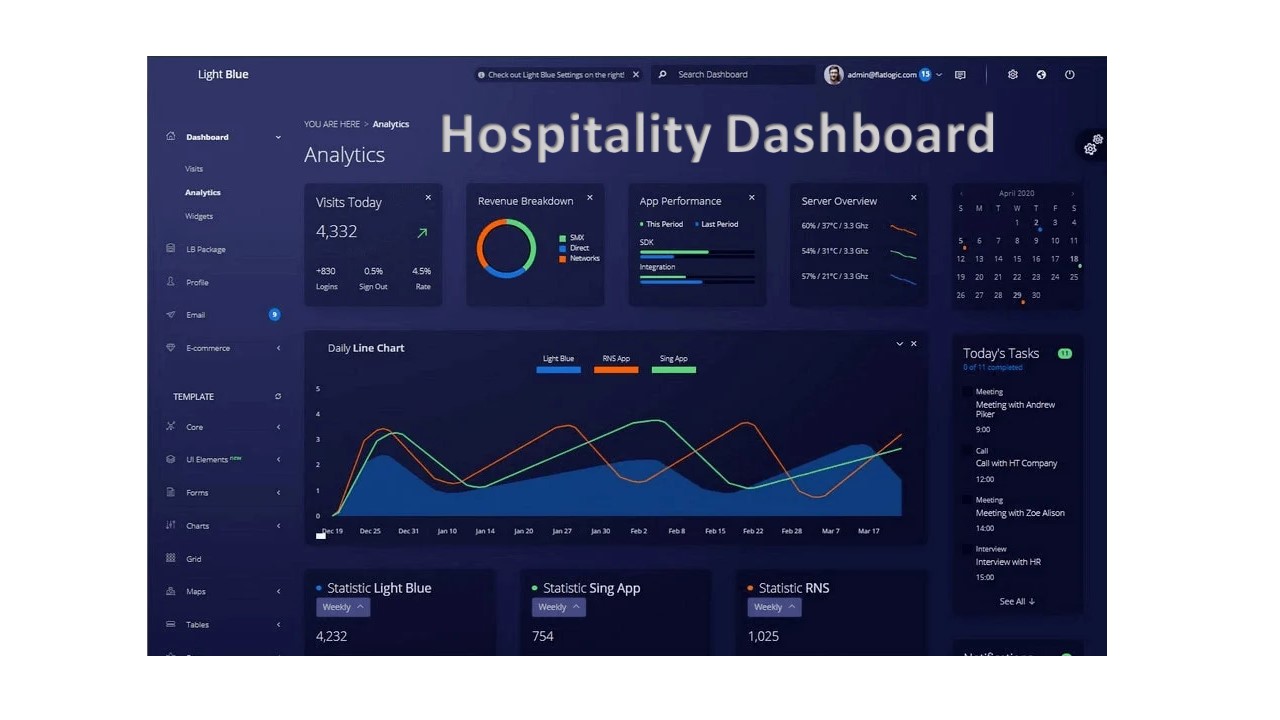 Light Blue
Check out Light Blue Settings on the right!
Search Dashboard
admin@flatlogic.com
15
YOU ARE HERE > Analytics
Hospitality Dashboard
Analytics
Dashboard
Visits
Analytics
Widgets
LB Package
Profile
Email
9
E-commerce
TEMPLATE
Core
UI Elements new
Forms
Charts
Grid
Maps
Tables
Visits Today
4,332
+830
0.5%
4.5%
Logins
Sign Out
Rate
Revenue Breakdown
SMX
Direct
Networks
App Performance
This Period
Last Period
SDK
Integration
Server Overview
60% / 37°C / 3.3 Ghz
54% / 31°C / 3.3 Ghz
57% / 21°C / 3.3 Ghz
April 2020
S M T W T F S
1 2 3 4
5 6 7 8 9 10 11
12 13 14 15 16 17 18
19 20 21 22 23 24 25
26 27 28 29 30
Daily Line Chart
Light Blue
RNS App
Sing App
5
4
3
2
1
0
Dec 19 Dec 25 Dec 31 Jan 10 Jan 14 Jan 20 Jan 27 Jan 30 Feb 2 Feb 8 Feb 15 Feb 22 Feb 28 Mar 7 Mar 17
Today's Tasks
11
0 of 11 completed
Meeting
Meeting with Andrew
Piker
9:00
Call
Call with HT Company
12:00
Meeting
Meeting with Zoe Alison
14:00
Interview
Interview with HR
15:00
See All
Statistic Light Blue
Weekly
4,232
Statistic Sing App
Weekly
754
Statistic RNS
Weekly
1,025